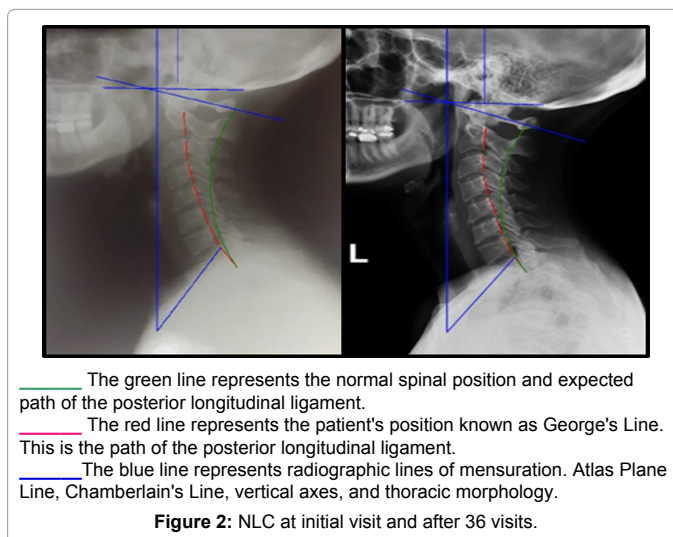 L
______ The green line represents the normal spinal position and expected
path of the posterior longitudinal ligament.
______ The red line represents the patient's position known as George's Line.
This is the path of the posterior longitudinal ligament.
______The blue line represents radiographic lines of mensuration. Atlas Plane
Line, Chamberlain's Line, vertical axes, and thoracic morphology.
Figure 2: NLC at initial visit and after 36 visits.